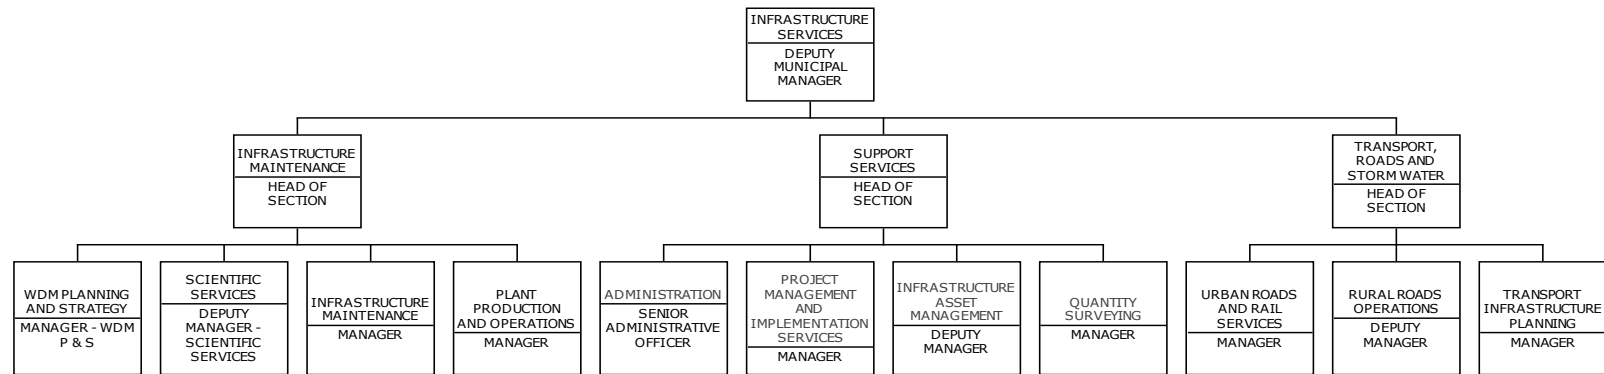 INFRASTRUCTURE
SERVICES
DEPUTY
MUNICIPAL
MANAGER
INFRASTRUCTURE
MAINTENANCE
HEAD OF
SECTION
SUPPORT
SERVICES
HEAD OF
SECTION
TRANSPORT,
ROADS AND
STORM WATER
HEAD OF
SECTION
WDM PLANNING
AND STRATEGY
MANAGER - WDM
P & S
SCIENTIFIC
SERVICES
DEPUTY
MANAGER -
SCIENTIFIC
SERVICES
INFRASTRUCTURE
MAINTENANCE
MANAGER
PLANT
PRODUCTION
AND OPERATIONS
MANAGER
ADMINISTRATION
SENIOR
ADMINISTRATIVE
OFFICER
PROJECT
MANAGEMENT
AND
IMPLEMENTATION
SERVICES
MANAGER
INFRASTRUCTURE
ASSET
MANAGEMENT
DEPUTY
MANAGER
QUANTITY
SURVEYING
MANAGER
URBAN ROADS
AND RAIL
SERVICES
MANAGER
RURAL ROADS
OPERATIONS
DEPUTY
MANAGER
TRANSPORT
INFRASTRUCTURE
PLANNING
MANAGER